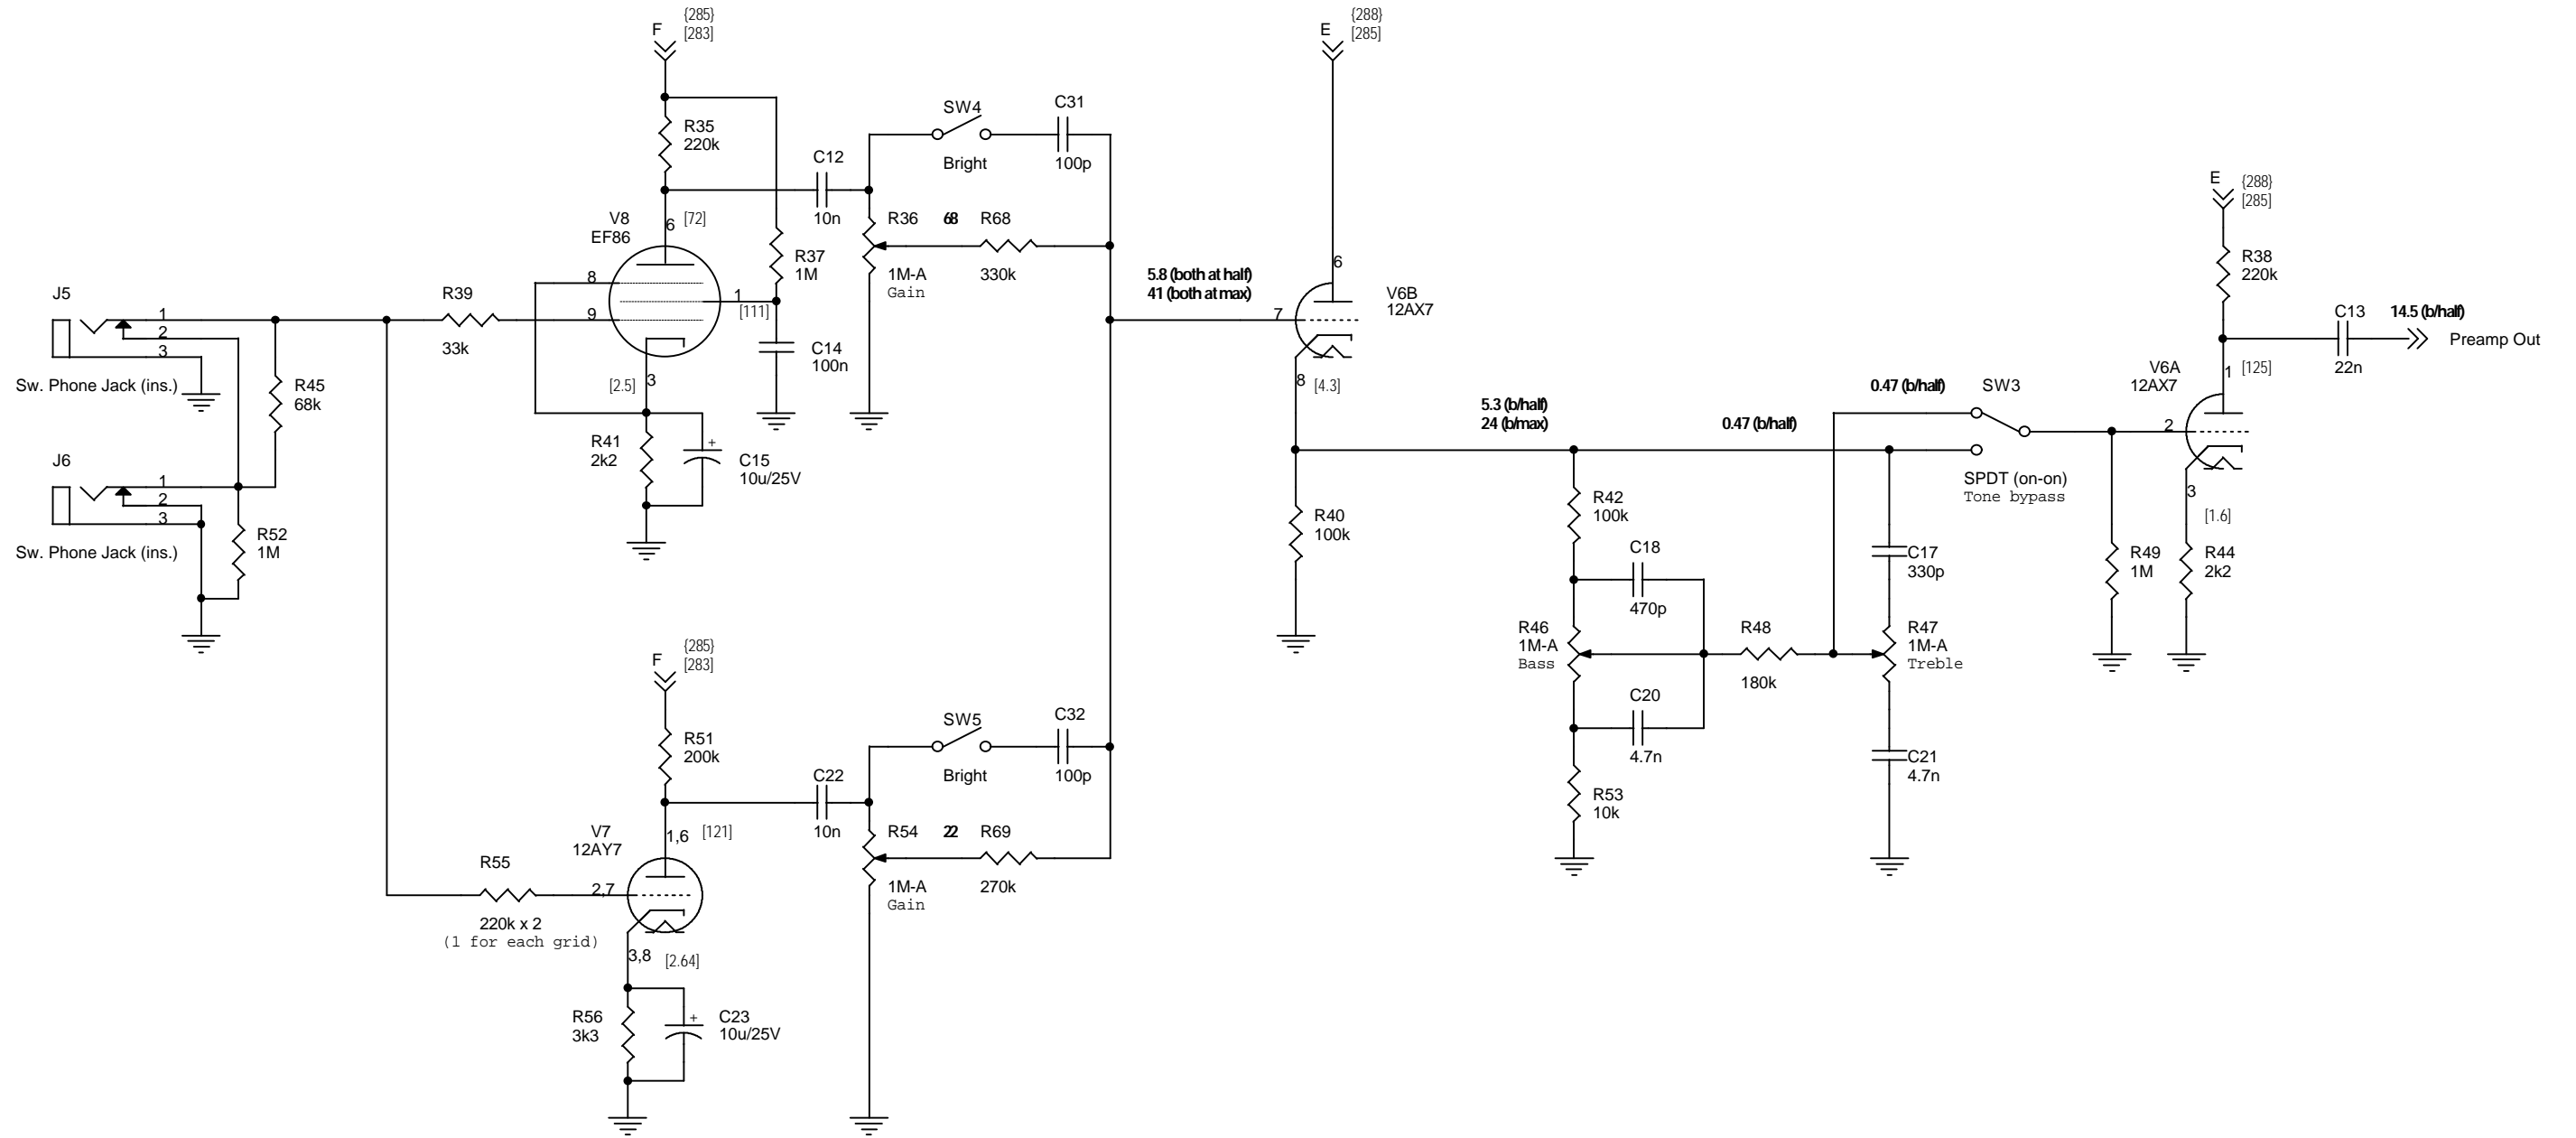 F
{285}
[283]
R35
220k
C12
10n
SW4
Bright
C31
100p
V8
EF86
6
[72]
R36
1M-A
Gain
68
R68
330k
R37
1M
8
9
1
[111]
C14
100n
3
[2.5]
R41
2k2
+
C15
10u/25V
J5
1
2
3
Sw. Phone Jack (ins.)
R39
33k
R45
68k
J6
1
2
3
Sw. Phone Jack (ins.)
R52
1M
F
{285}
[283]
R51
200k
C22
10n
SW5
Bright
C32
100p
V7
12AY7
1,6
[121]
R54
1M-A
Gain
22
R69
270k
R55
220k x 2
(1 for each grid)
2,7
3,8
[2.64]
R56
3k3
+
C23
10u/25V
E
{288}
[285]
5.8 (both at half)
41 (both at max)
6
7
V6B
12AX7
8
[4.3]
R40
100k
5.3 (b/half)
24 (b/max)
0.47 (b/half)
0.47 (b/half)
SW3
SPDT (on-on)
Tone bypass
R42
100k
C18
470p
R46
1M-A
Bass
R48
180k
C20
4.7n
R53
10k
C17
330p
R47
1M-A
Treble
C21
4.7n
E
{288}
[285]
R38
220k
C13
22n
14.5 (b/half)
Preamp Out
V6A
12AX7
1
[125]
2
3
[1.6]
R49
1M
R44
2k2